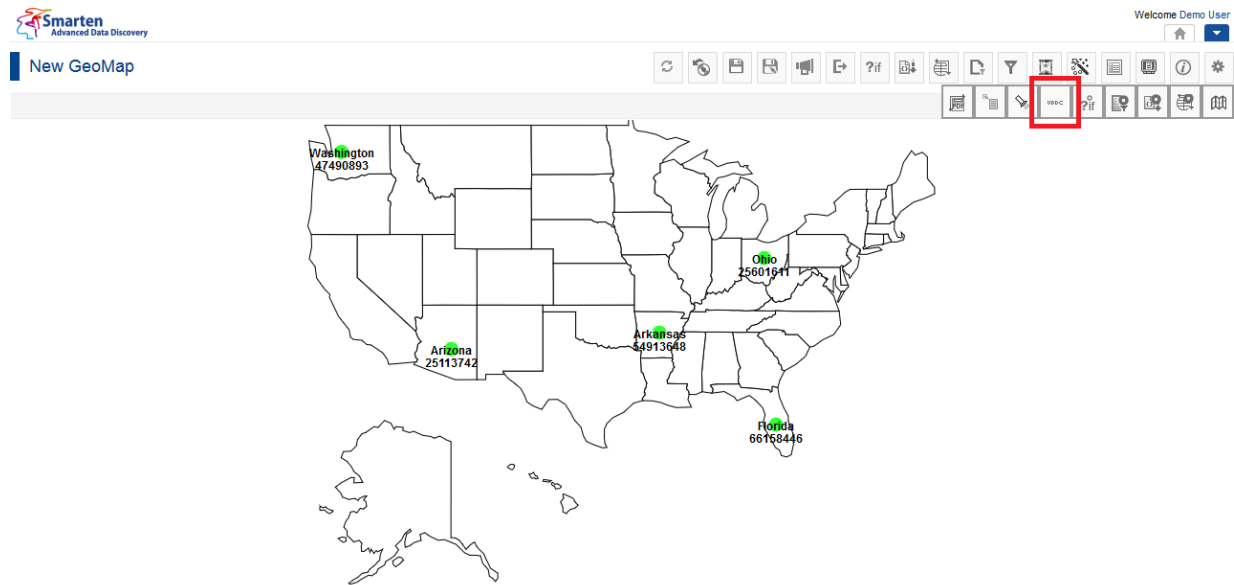 Smarten
Advanced Data Discovery
Welcome Demo User
New GeoMap
?if
PDF
?if
Washington
47490893
Ohio
25601611
Arkansas
54913648
Arizona
25113742
Florida
66158446